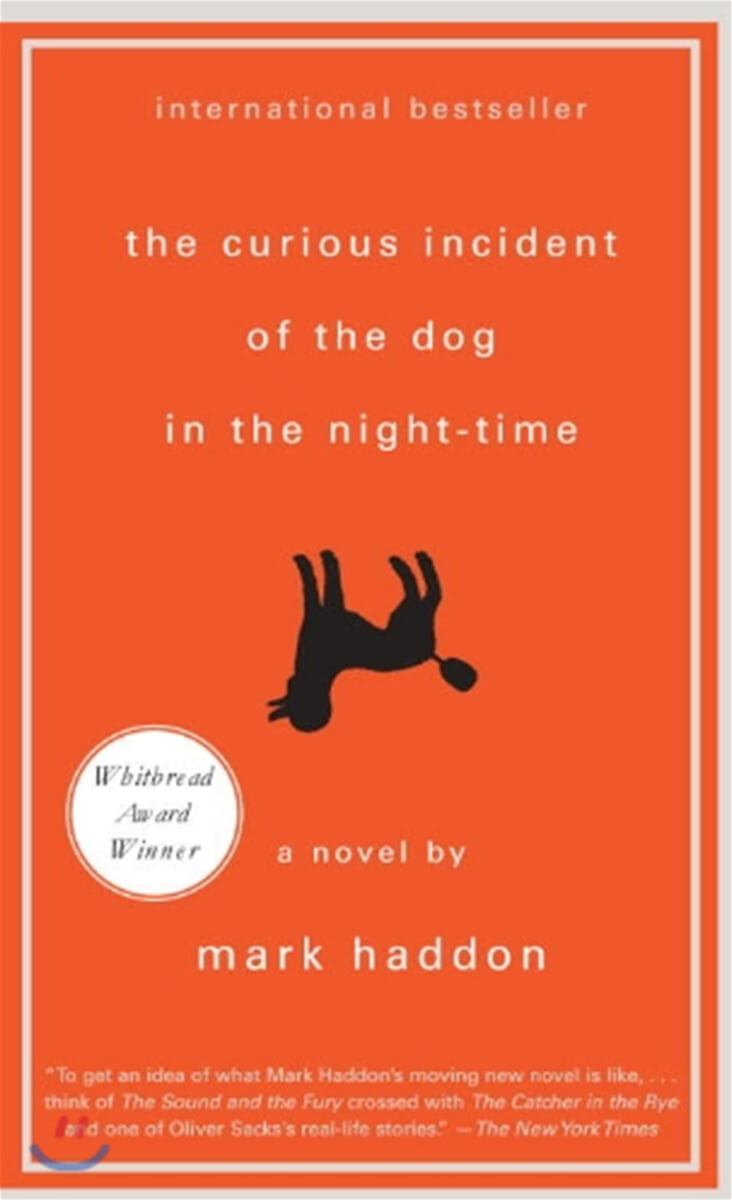 international bestseller
the curious incident
of the dog
in the night-time
Whitbread
Award
Winner
a novel by
mark haddon
"To get an idea of what Mark Haddon's moving new novel is like, . . .
think of The Sound and the Fury crossed with The Catcher in the Rye
and one of Oliver Sacks's real-life stories." —The New York Times